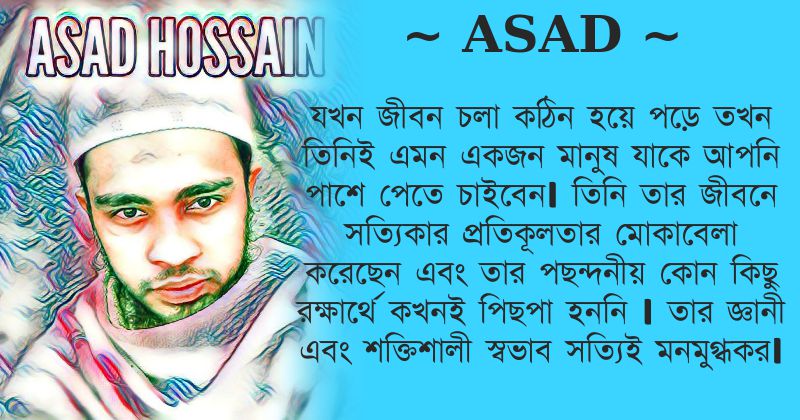 ASAD HOSSAIN
~ ASAD ~
যখন জীবন চলা কঠিন হয়ে পড়ে তখন
তিনিই এমন একজন মানুষ যাকে আপনি
পাশে পেতে চাইবেন। তিনি তার জীবনে
সত্যিকার প্রতিকূলতার মোকাবেলা
করেছেন এবং তার পছন্দনীয় কোন কিছু
রক্ষার্থে কখনই পিছপা হননি । তার জ্ঞানী
এবং শক্তিশালী স্বভাব সত্যিই মনমুগ্ধকর।